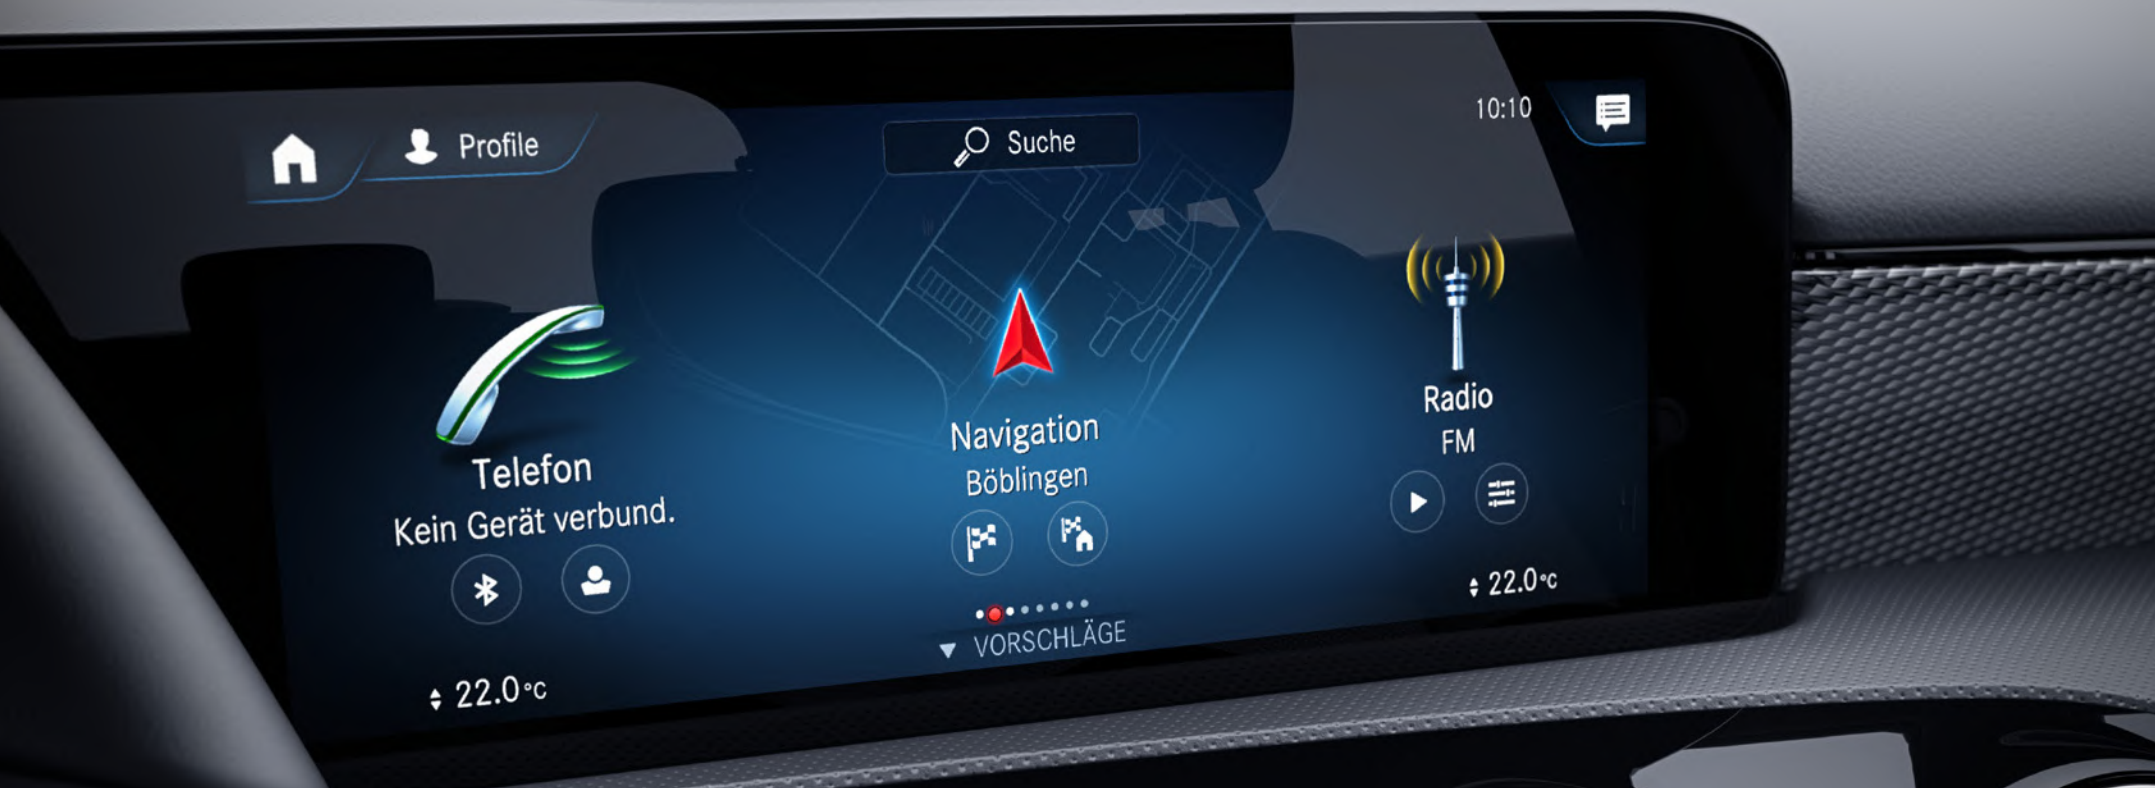 Profile
Suche
10:10
Telefon
Kein Gerät verbund.
Navigation
Böblingen
Radio
FM
22.0°C
VORSCHLÄGE
22.0°C